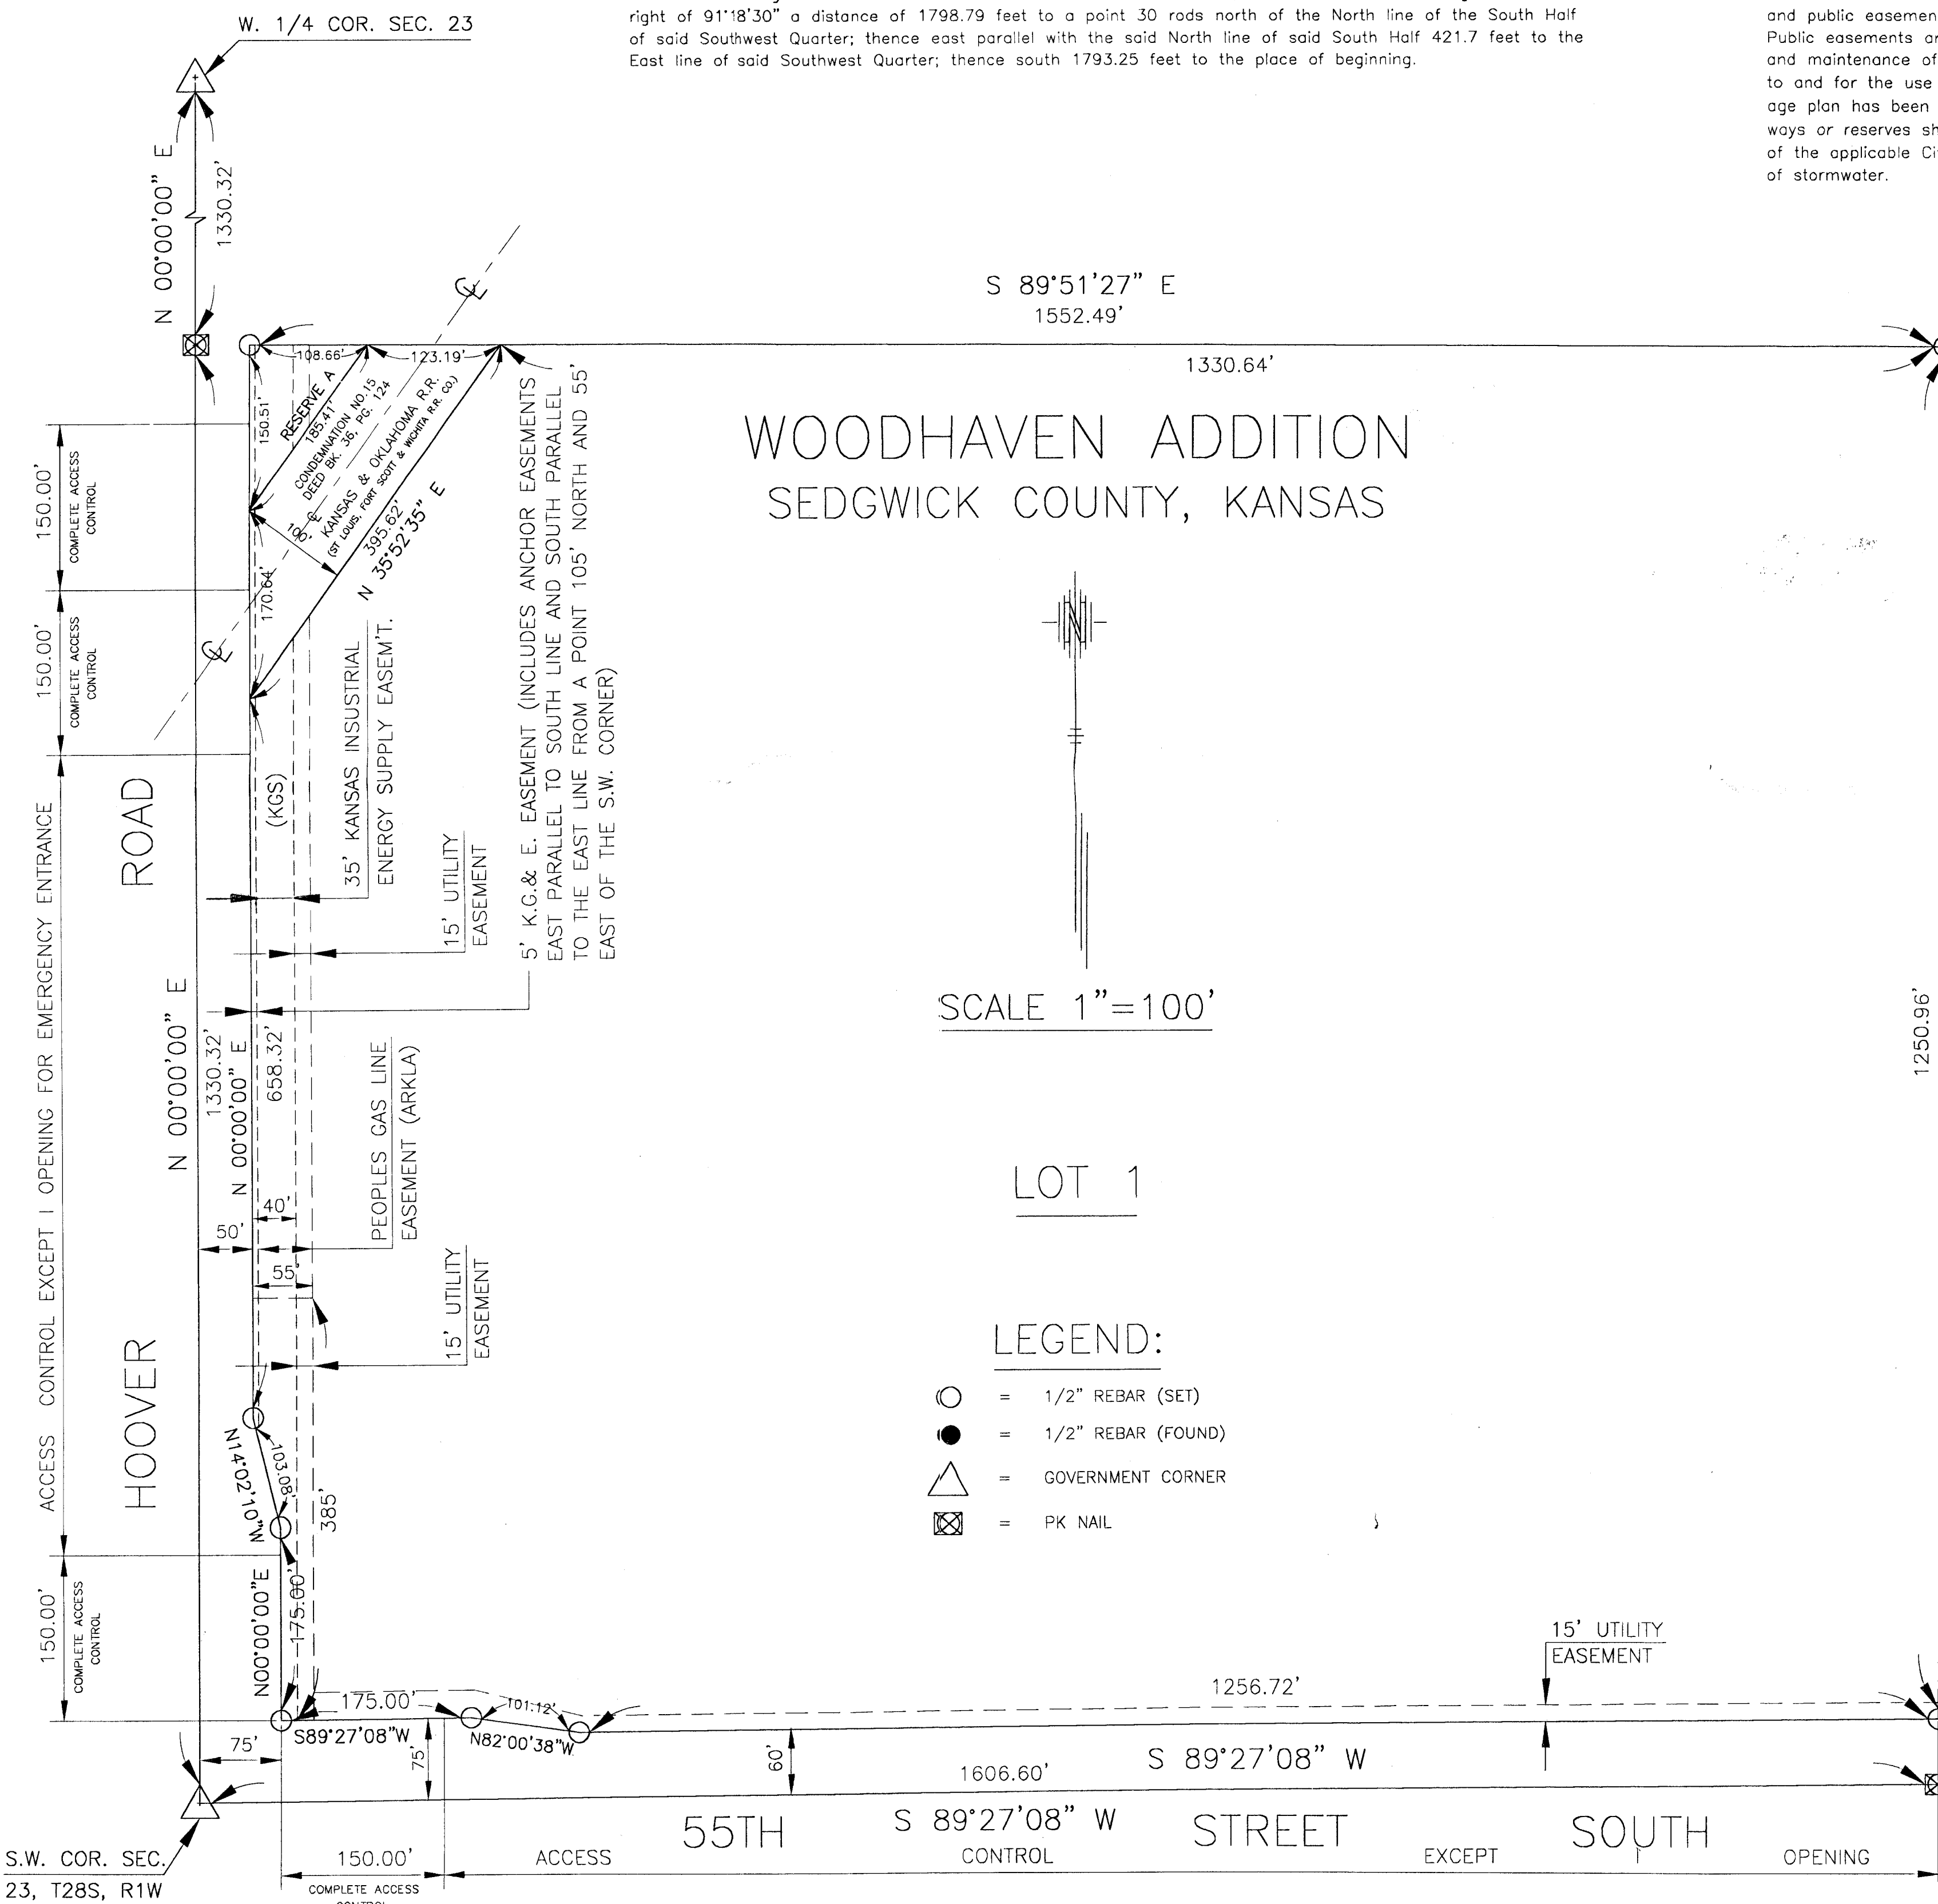 W. 1/4 COR. SEC. 23
right of 91°18'30" a distance of 1798.79 feet to a point 30 rods north of the North line of the South Half
of said Southwest Quarter; thence east parallel with the said North line of said South Half 421.7 feet to the
East line of said Southwest Quarter; thence south 1793.25 feet to the place of beginning.
and public easemen
Public easements a
and maintenance of
to and for the use
age plan has been
ways or reserves sh
of the applicable Ci
of stormwater.
N 00°00'00" E
1330.32'
S 89°51'27" E
1552.49'
1330.64'
108.66'
123.19'
150.51'
RESERVE A
185.41'
CONDEMNATION NO. 15
DEED BK. 36, PG. 124
KANSAS & OKLAHOMA R.R.
(ST LOUIS, FORT SCOTT & WICHITA R.R. CO.)
395.62'
N 35°52'35" E
100'
170.64'
WOODHAVEN ADDITION
SEDGWICK COUNTY, KANSAS
N
SCALE 1"=100'
LOT 1
150.00'
COMPLETE ACCESS
CONTROL
150.00'
COMPLETE ACCESS
CONTROL
ACCESS CONTROL EXCEPT 1 OPENING FOR EMERGENCY ENTRANCE
150.00'
COMPLETE ACCESS
CONTROL
HOOVER ROAD
N 00°00'00" E
1330.32'
N 00°00'00" E
658.32'
(KGS)
35' KANSAS INSUSTRIAL
ENERGY SUPPLY EASEM'T.
15' UTILITY
EASEMENT
5' K.G.& E. EASEMENT (INCLUDES ANCHOR EASEMENTS
EAST PARALLEL TO SOUTH LINE AND SOUTH PARALLEL
TO THE EAST LINE FROM A POINT 105' NORTH AND 55'
EAST OF THE S.W. CORNER)
PEOPLES GAS LINE
EASEMENT (ARKLA)
40'
50'
55'
15' UTILITY
EASEMENT
N14°02'10"W
103.08'
385'
N00°00'00"E
175.00'
1250.96'
LEGEND:
= 1/2" REBAR (SET)
= 1/2" REBAR (FOUND)
= GOVERNMENT CORNER
= PK NAIL
15' UTILITY
EASEMENT
175.00'
101.12'
1256.72'
S89°27'08"W
N82°00'38"W
75'
75'
60'
S 89°27'08" W
1606.60'
S 89°27'08" W
55TH STREET SOUTH
S.W. COR. SEC.
23, T28S, R1W
150.00'
COMPLETE ACCESS
CONTROL
ACCESS CONTROL EXCEPT 1 OPENING